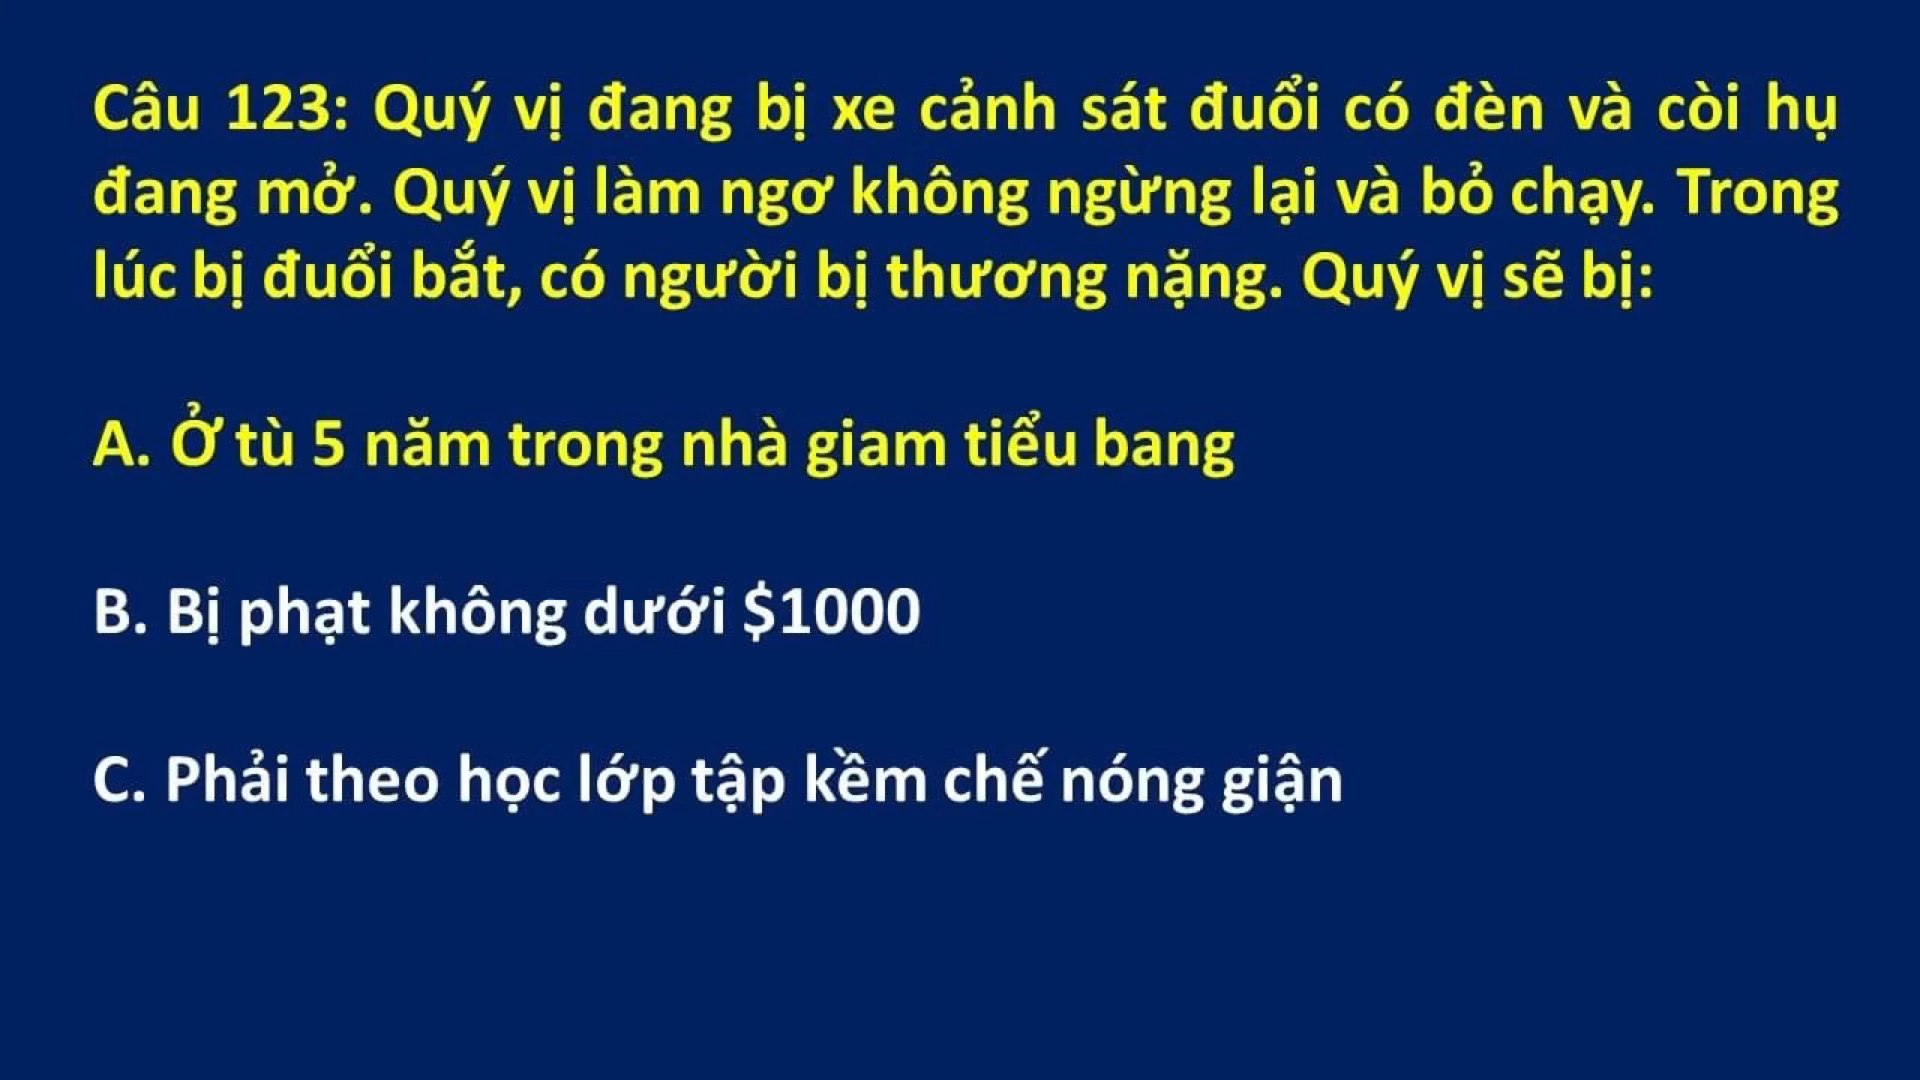 Câu 123: Quý vị đang bị xe cảnh sát đuổi có đèn và còi hụ
đang mở. Quý vị làm ngơ không ngừng lại và bỏ chạy. Trong
lúc bị đuổi bắt, có người bị thương nặng. Quý vị sẽ bị:
A. Ở tù 5 năm trong nhà giam tiểu bang
B. Bị phạt không dưới $1000
C. Phải theo học lớp tập kềm chế nóng giận